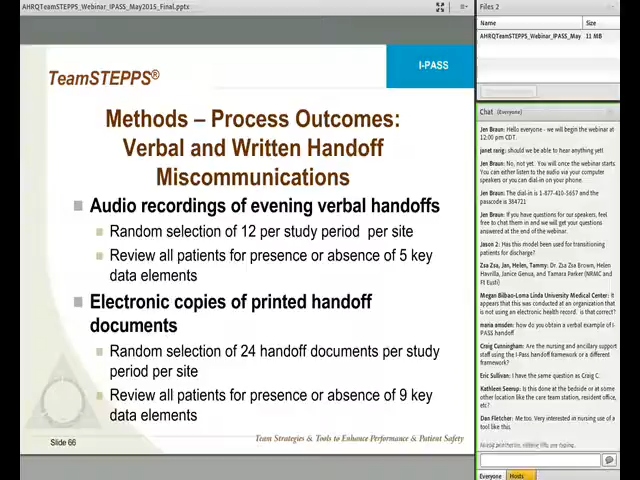 AHRQTeamSTEPPS_Webinar_IPASS_May2015_Final.pptx
TeamSTEPPS®
I-PASS
Methods – Process Outcomes:
Verbal and Written Handoff
Miscommunications
Audio recordings of evening verbal handoffs
Random selection of 12 per study period per site
Review all patients for presence or absence of 5 key
data elements
Electronic copies of printed handoff
documents
Random selection of 24 handoff documents per study
period per site
Review all patients for presence or absence of 9 key
data elements
Slide 66
Team Strategies & Tools to Enhance Performance & Patient Safety
Files 2
Name Size
AHRQTeamSTEPPS_Webinar_IPASS_May 11 MB
Chat (Everyone)
Jen Braun: Hello everyone - we will begin the webinar at
12:00 pm CDT.
janet rarig: should we be able to hear anything yet?
Jen Braun: No, not yet. You will once the webinar starts.
You can either listen to the audio via your computer
speakers or you can dial-in on your phone.
Jen Braun: The dial-in is 1-877-410-5657 and the
passcode is 364721
Jen Braun: If you have questions for our speakers, feel
free to chat them in and we will get your questions
answered at the end of the webinar.
Jason 2: Has this model been used for transitioning
patients for discharge?
Zsa Zsa, Jan, Helen, Tammy: Dr. Zsa Zsa Brown, Helen
Havrilla, Janice Genua, and Tamara Parker (NRMC and
Ft Eusti)
Megan Bilbao-Loma Linda University Medical Center: It
appears that this was conducted at an organization that
is not using an electronic health record. is that correct?
maria amsden: how do you obtain a verbal example of I-
PASS handoff
Craig Cunningham: Are the nursing and ancillary support
staff using the I-Pass handoff framework or a different
framework?
Eric Sullivan: I have the same question as Craig C.
Kathleen Seerup: Is this done at the bedside or at some
other location like the care team station, resident office,
etc?
Dan Fletcher: Me too. Very interested in nursing use of a
tool like this.
Everyone Hosts